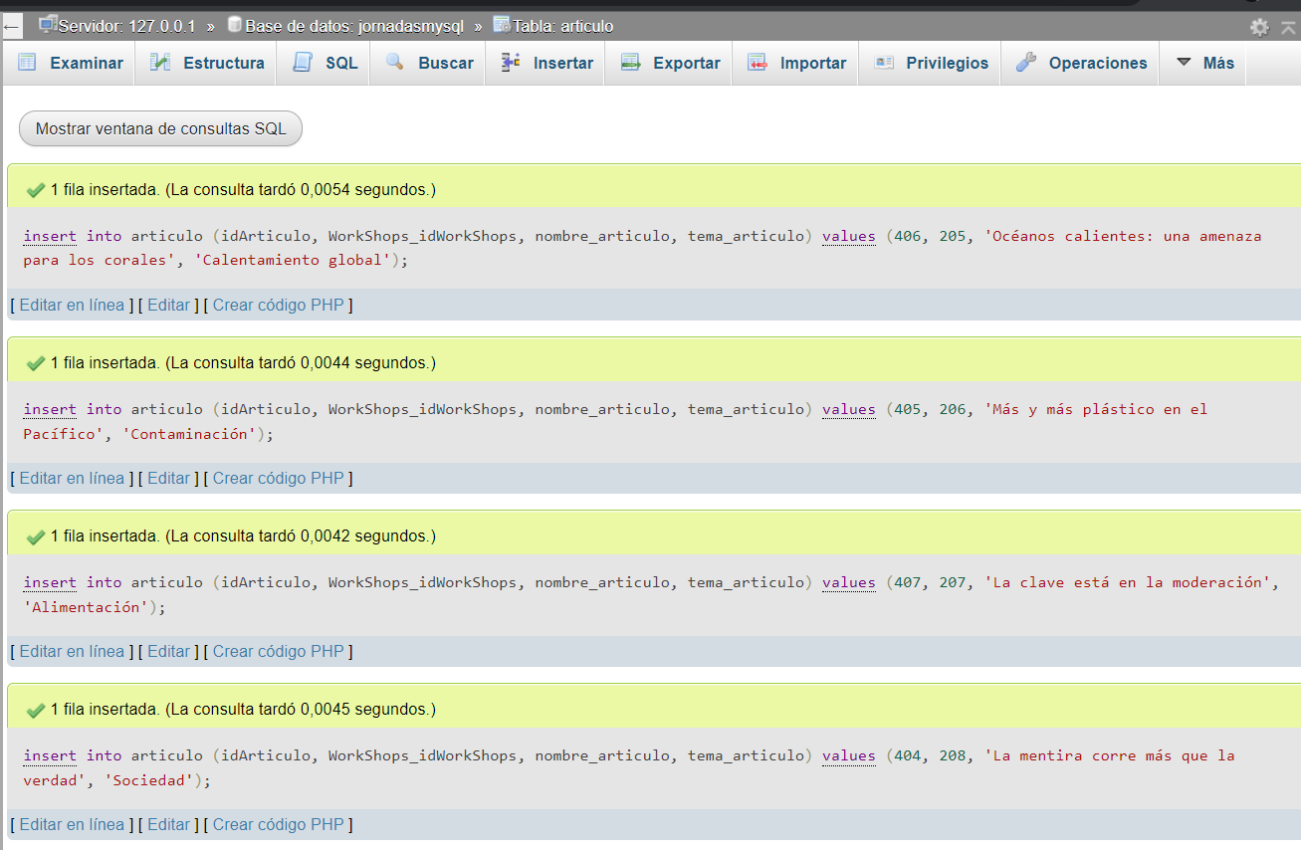 Servidor: 127.0.0.1 » Base de datos: jornadasmysql » Tabla: articulo
Examinar Estructura SQL Buscar Insertar Exportar Importar Privilegios Operaciones Más
Mostrar ventana de consultas SQL
1 fila insertada. (La consulta tardó 0,0054 segundos.)
insert into articulo (idArticulo, WorkShops_idWorkShops, nombre_articulo, tema_articulo) values (406, 205, 'Océanos calientes: una amenaza
para los corales', 'Calentamiento global');
[ Editar en línea ] [ Editar ] [ Crear código PHP ]
1 fila insertada. (La consulta tardó 0,0044 segundos.)
insert into articulo (idArticulo, WorkShops_idWorkShops, nombre_articulo, tema_articulo) values (405, 206, 'Más y más plástico en el
Pacífico', 'Contaminación');
[ Editar en línea ] [ Editar ] [ Crear código PHP ]
1 fila insertada. (La consulta tardó 0,0042 segundos.)
insert into articulo (idArticulo, WorkShops_idWorkShops, nombre_articulo, tema_articulo) values (407, 207, 'La clave está en la moderación',
'Alimentación');
[ Editar en línea ] [ Editar ] [ Crear código PHP ]
1 fila insertada. (La consulta tardó 0,0045 segundos.)
insert into articulo (idArticulo, WorkShops_idWorkShops, nombre_articulo, tema_articulo) values (404, 208, 'La mentira corre más que la
verdad', 'Sociedad');
[ Editar en línea ] [ Editar ] [ Crear código PHP ]